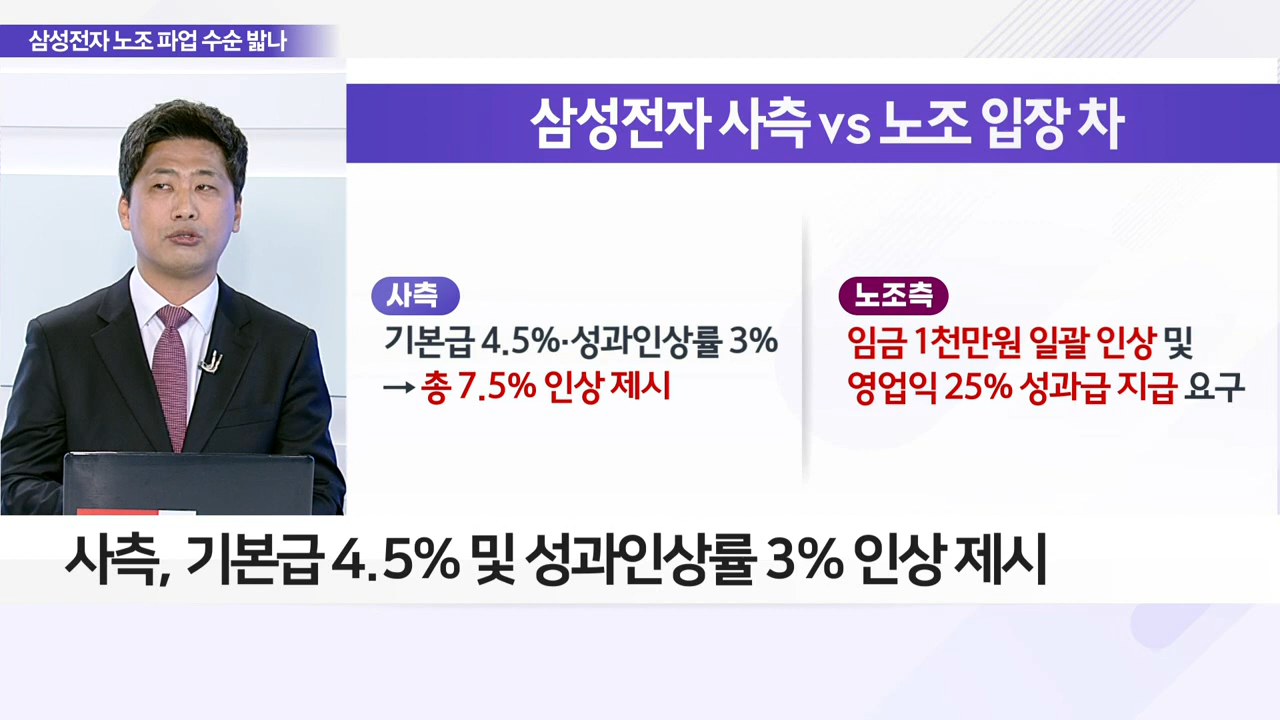 삼성전자 노조 파업 수순 밟나
삼성전자 사측 vs 노조 입장 차
사측
기본급 4.5%·성과인상률 3%
→ 총 7.5% 인상 제시
노조측
임금 1천만원 일괄 인상 및
영업익 25% 성과급 지급 요구
사측, 기본급 4.5% 및 성과인상률 3% 인상 제시